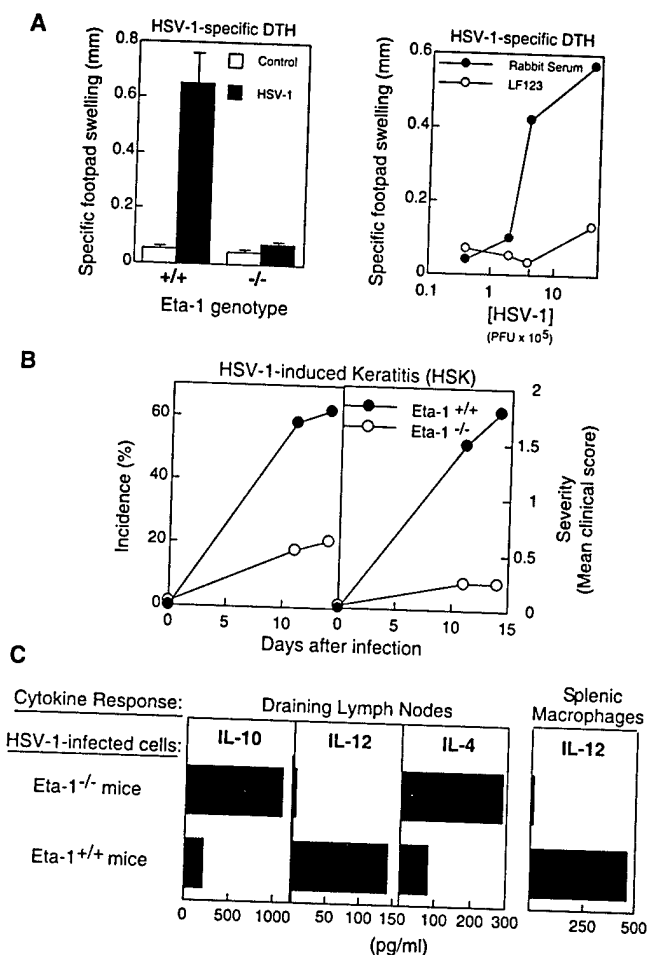 A
HSV-1-specific DTH
Specific footpad swelling (mm)
0.8
0.6
0.4
0.2
0
Control
HSV-1
+/+
-/-
Eta-1 genotype
HSV-1-specific DTH
Specific footpad swelling (mm)
0.6
0.4
0.2
0
Rabbit Serum
LF123
0.1
1
10
[HSV-1]
(PFU x 10⁵)
B
HSV-1-induced Keratitis (HSK)
Incidence (%)
60
40
20
0
Eta-1 +/+
Eta-1 -/-
2
1.5
1
0.5
0
Severity
(Mean clinical score)
0 5 10 0 5 10 15
Days after infection
C
Cytokine Response:
Draining Lymph Nodes
Splenic
Macrophages
HSV-1-infected cells:
IL-10
IL-12
IL-4
IL-12
Eta-1-/- mice
Eta-1+/+ mice
0 500 1000 50 100 150 100 200 300
250 500
(pg/ml)